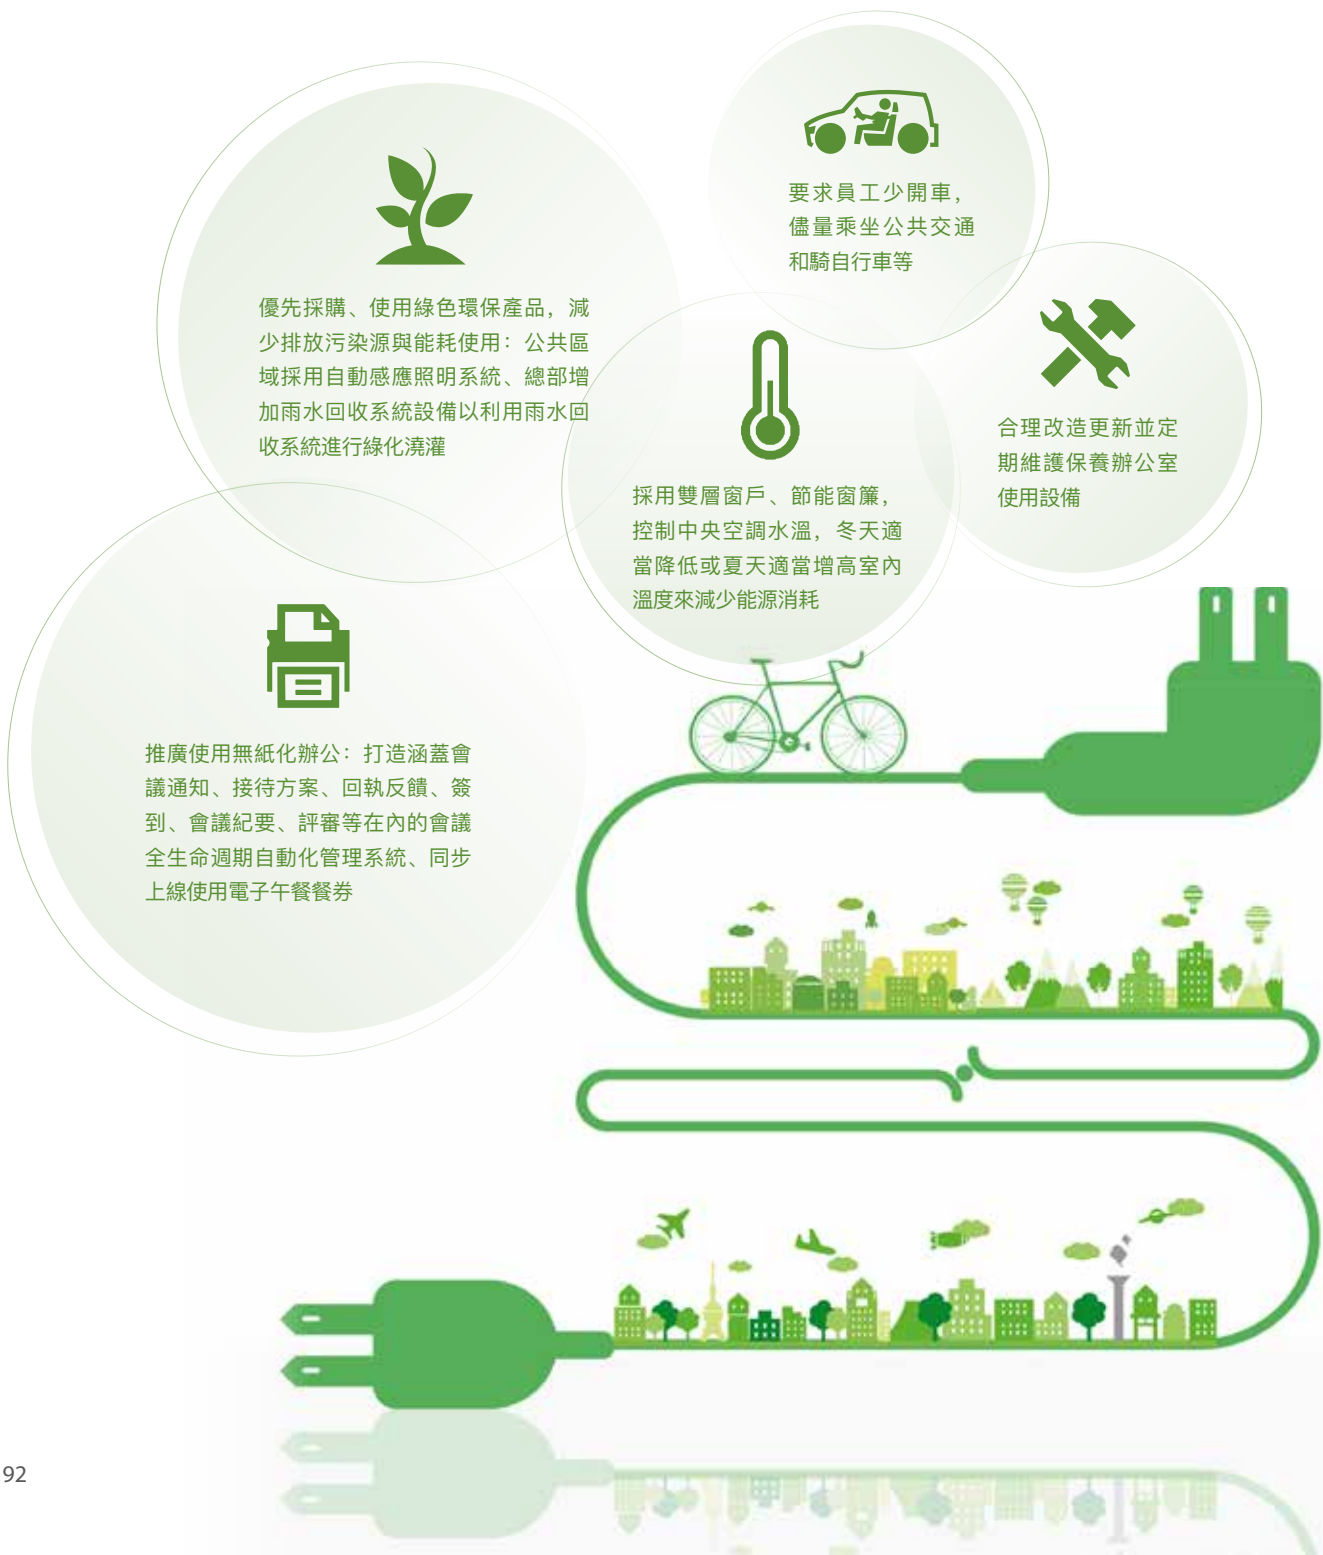 要求員工少開車，
儘量乘坐公共交通
和騎自行車等
優先採購、使用綠色環保產品，減
少排放污染源與能耗使用：公共區
域採用自動感應照明系統、總部增
加雨水回收系統設備以利用雨水回
收系統進行綠化澆灌
合理改造更新並定
期維護保養辦公室
使用設備
採用雙層窗戶、節能窗簾，
控制中央空調水溫，冬天適
當降低或夏天適當增高室內
溫度來減少能源消耗
推廣使用無紙化辦公：打造涵蓋會
議通知、接待方案、回執反饋、簽
到、會議紀要、評審等在內的會議
全生命週期自動化管理系統、同步
上線使用電子午餐餐券
92